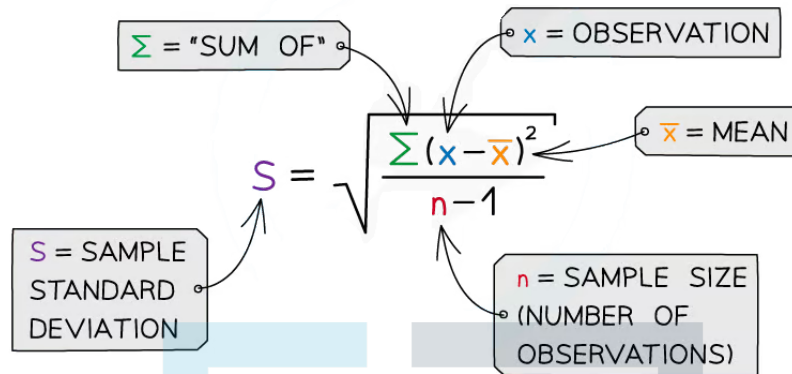 Σ = "SUM OF"
x = OBSERVATION
x̅ = MEAN
S = √ Σ(x−x̅)²
n−1
S = SAMPLE
STANDARD
DEVIATION
n = SAMPLE SIZE
(NUMBER OF
OBSERVATIONS)